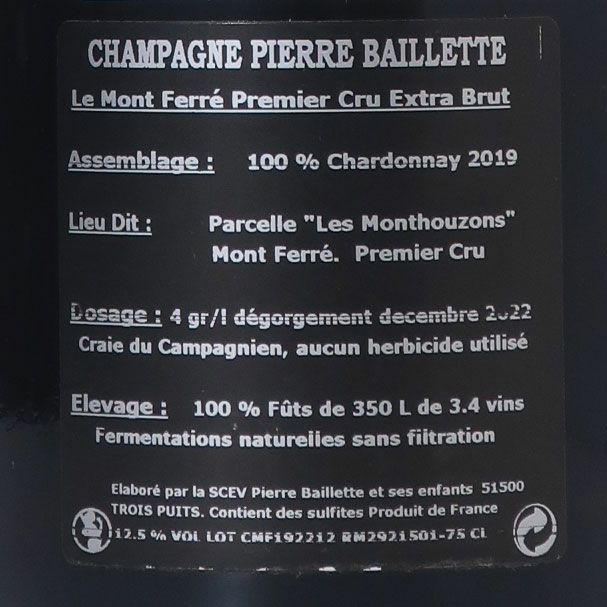 CHAMPAGNE PIERRE BAILLETTE
Le Mont Ferré Premier Cru Extra Brut
Assemblage : 100 % Chardonnay 2019
Lieu Dit : Parcelle "Les Monthouzons"
Mont Ferré. Premier Cru
Dosage : 4 gr/l dégorgement decembre 2022
Craie du Campagnien, aucun herbicide utilisé
Elevage : 100 % Fûts de 350 L de 3.4 vins
Fermentations naturelles sans filtration
Elaboré par la SCEV Pierre Baillette et ses enfants 51500
TROIS PUITS. Contient des sulfites Produit de France
12.5 % VOL LOT CMF192212 RM2921501-75 CL